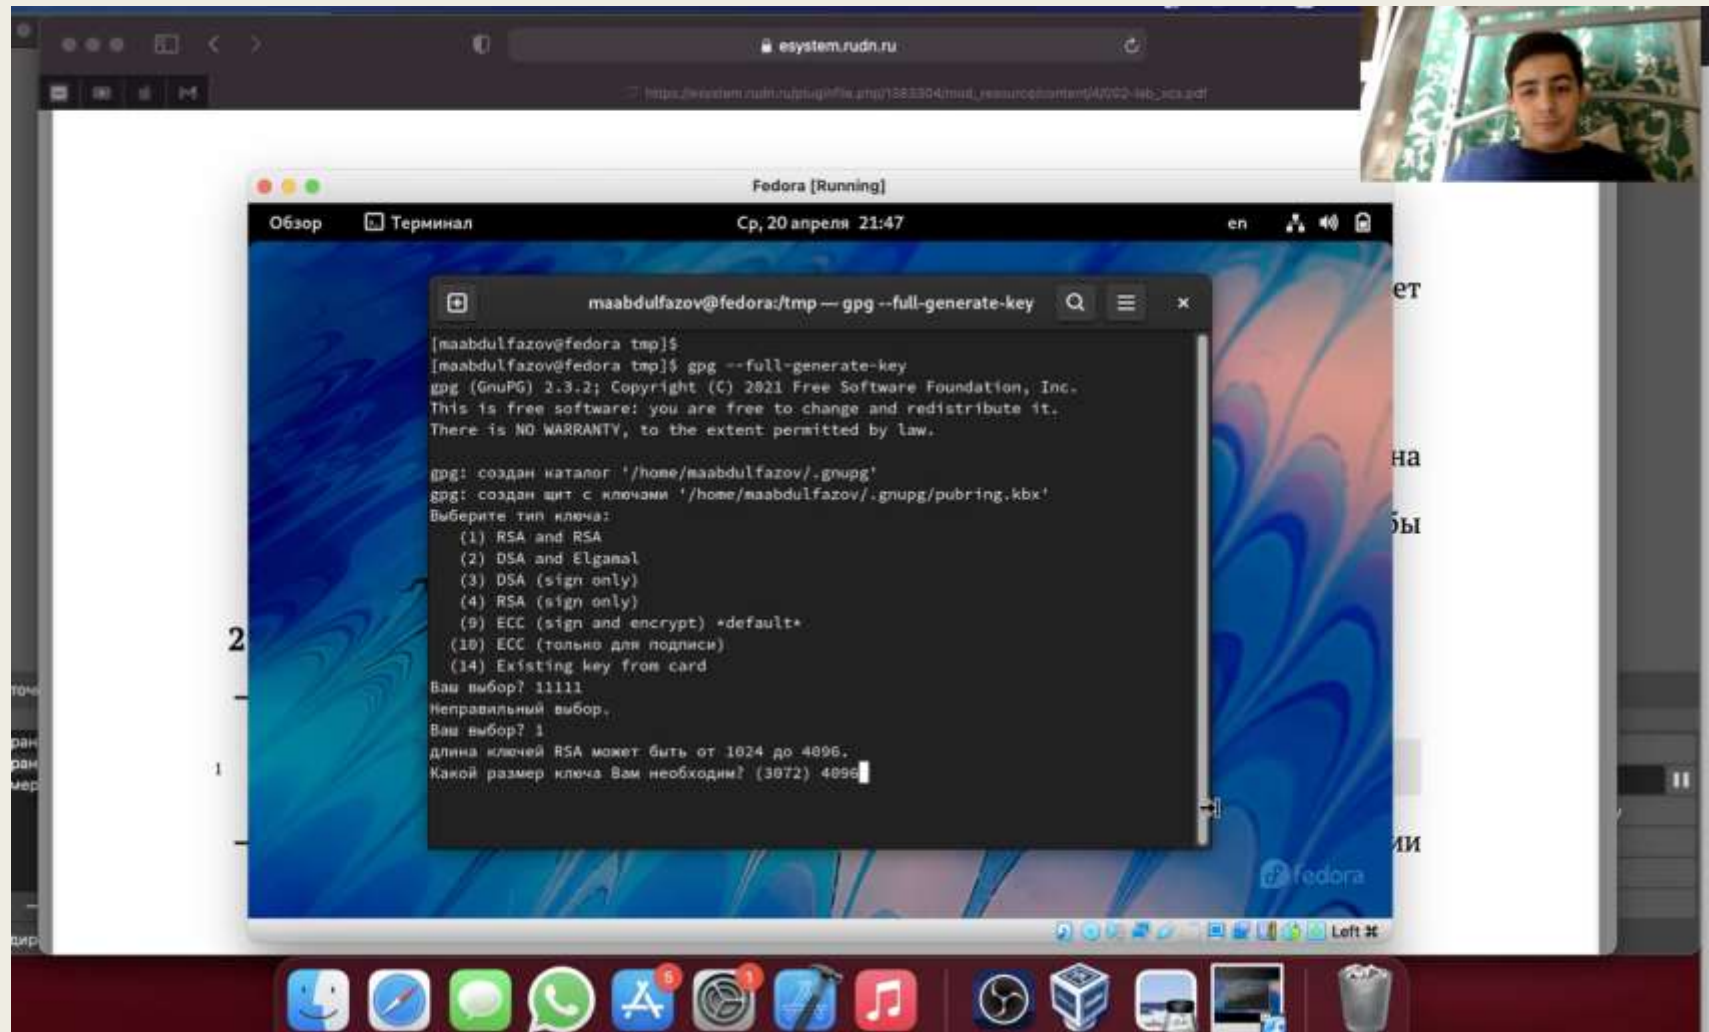 esystem.rudn.ru
Fedora [Running]
Обзор
Терминал
Ср, 20 апреля 21:47
en
maabdulfazov@fedora:/tmp — gpg --full-generate-key
[maabdulfazov@fedora tmp]$
[maabdulfazov@fedora tmp]$ gpg --full-generate-key
gpg (GnuPG) 2.3.2; Copyright (C) 2021 Free Software Foundation, Inc.
This is free software: you are free to change and redistribute it.
There is NO WARRANTY, to the extent permitted by law.
gpg: создан каталог '/home/maabdulfazov/.gnupg'
gpg: создан щит с ключами '/home/maabdulfazov/.gnupg/pubring.kbx'
Выберите тип ключа:
(1) RSA and RSA
(2) DSA and Elgamal
(3) DSA (sign only)
(4) RSA (sign only)
(9) ECC (sign and encrypt) *default*
(10) ECC (только для подписи)
(14) Existing key from card
Ваш выбор? 11111
Неправильный выбор.
Ваш выбор? 1
длина ключей RSA может быть от 1024 до 4096.
Какой размер ключа Вам необходим? (3072) 4096
ет
на
бы
2
1
ии
fedora
Left ⌘
5
1